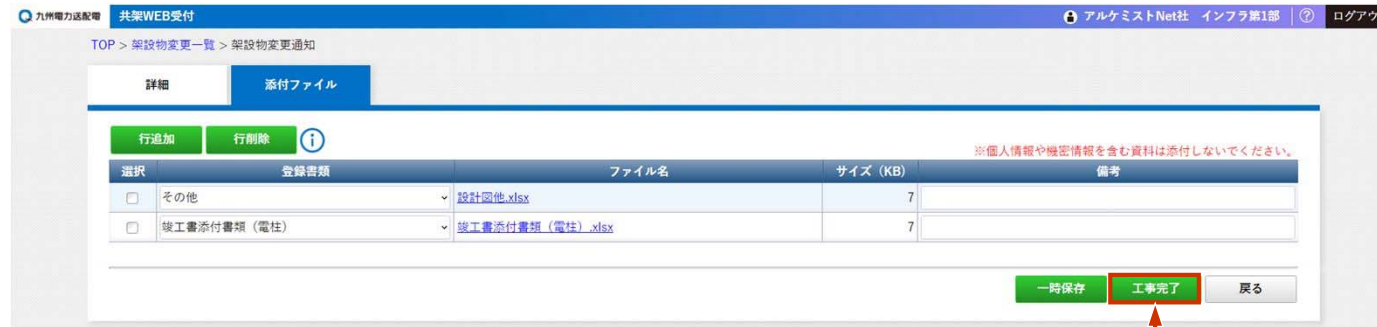 九州電力送配電 共架WEB受付 アルケミストNet社 インフラ第1部 ? ログアウ
TOP > 架設物変更一覧 > 架設物変更通知
詳細 添付ファイル
行追加 行削除 i
※個人情報や機密情報を含む資料は添付しないでください。
選択 登録書類 ファイル名 サイズ（KB） 備考
その他 設計図他.xlsx 7
竣工書添付書類（電柱） 竣工書添付書類（電柱）.xlsx 7
一時保存 工事完了 戻る